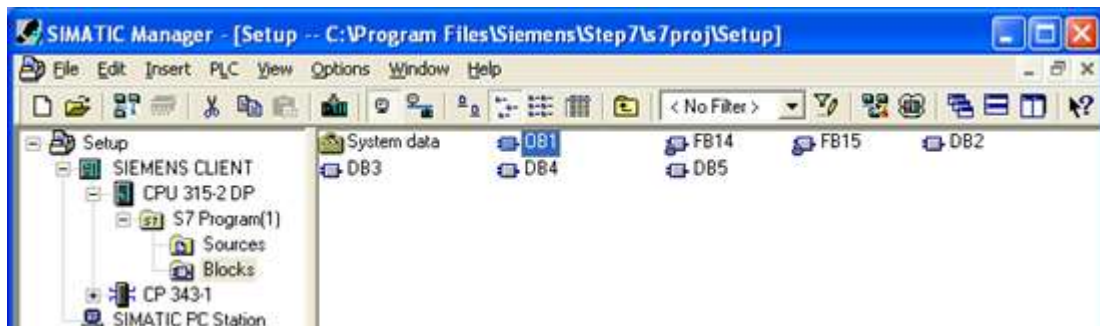 SIMATIC Manager - [Setup -- C:\Program Files\Siemens\Step7\s7proj\Setup]
File Edit Insert PLC View Options Window Help
< No Filter >
Setup
SIEMENS CLIENT
CPU 315-2 DP
S7 Program(1)
Sources
Blocks
CP 343-1
SIMATIC PC Station
System data OB1 FB14 FB15 DB2
DB3 DB4 DB5